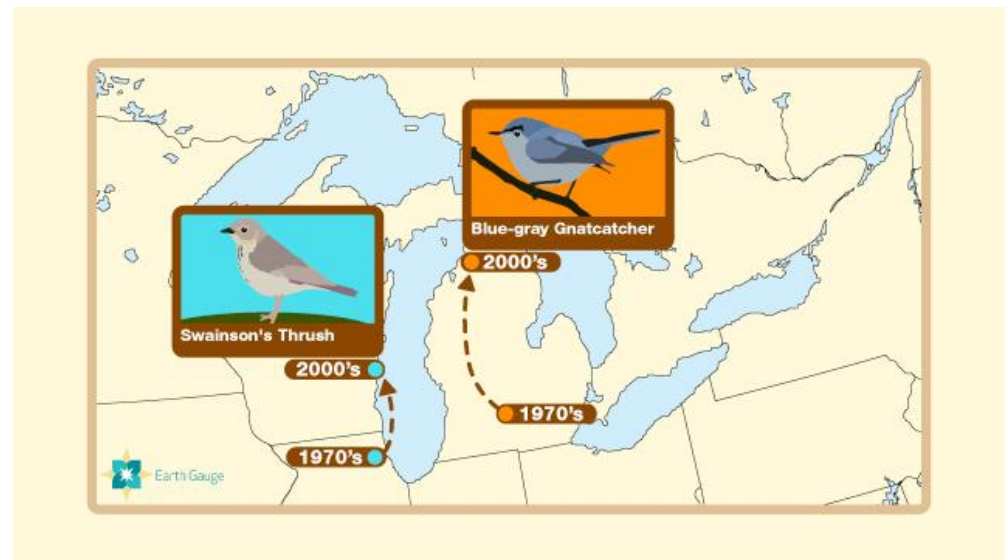 Blue-gray Gnatcatcher
2000's
Swainson's Thrush
2000's
1970's
1970's
Earth Gauge